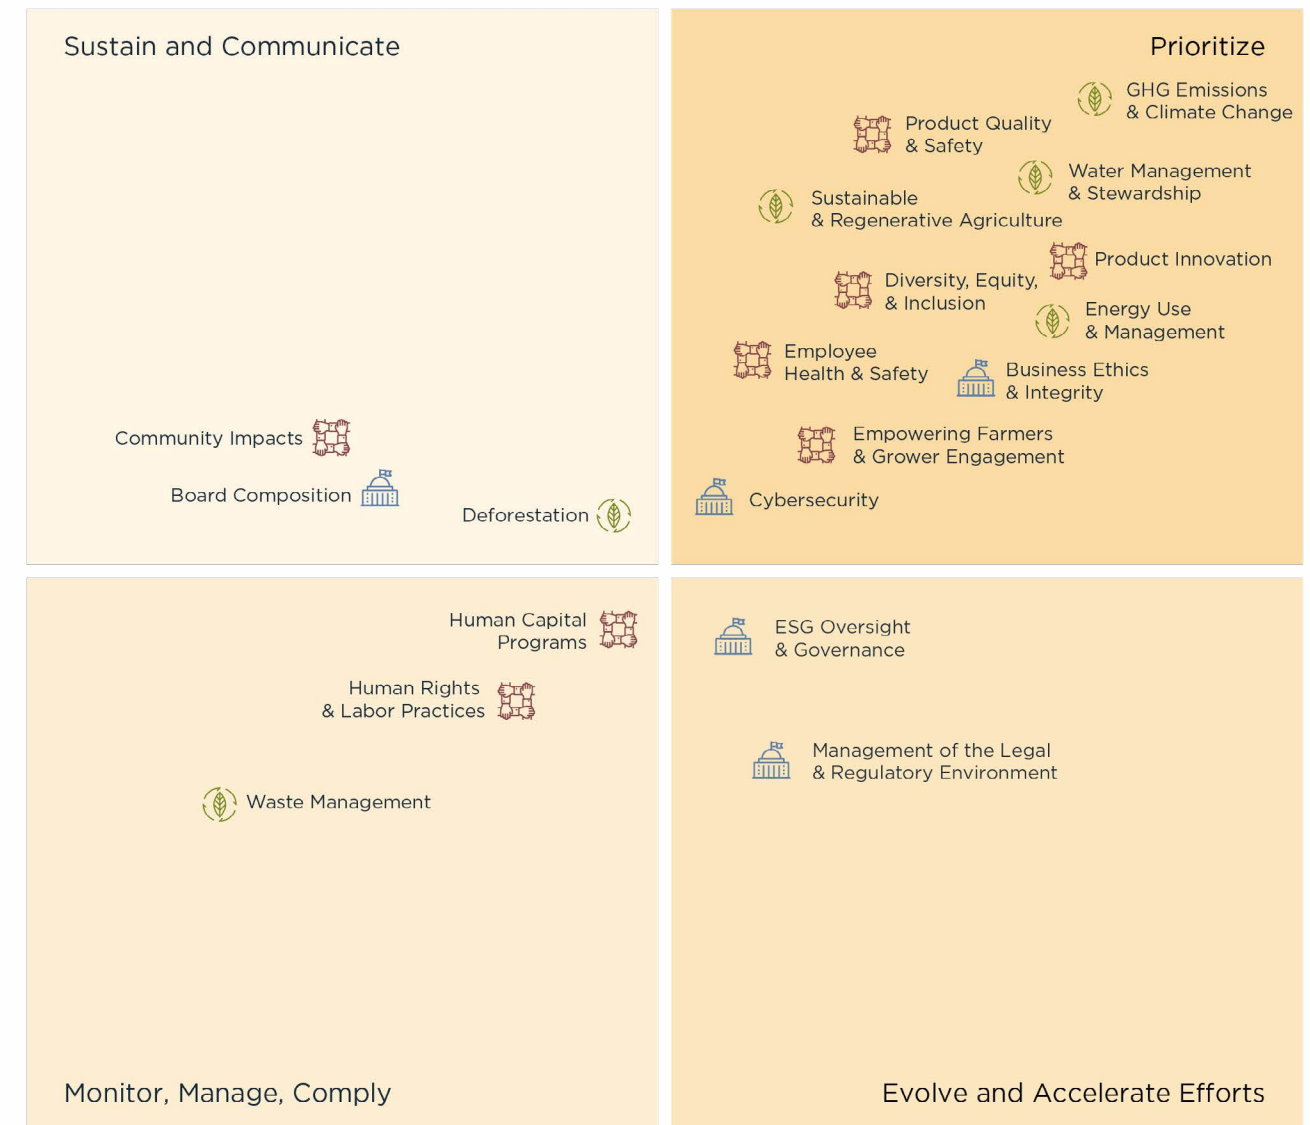 Sustain and Communicate
Community Impacts
Board Composition
Deforestation
Prioritize
GHG Emissions
& Climate Change
Product Quality
& Safety
Water Management
& Stewardship
Sustainable
& Regenerative Agriculture
Product Innovation
Diversity, Equity,
& Inclusion
Energy Use
& Management
Employee
Health & Safety
Business Ethics
& Integrity
Empowering Farmers
& Grower Engagement
Cybersecurity
Human Capital
Programs
Human Rights
& Labor Practices
Waste Management
Monitor, Manage, Comply
ESG Oversight
& Governance
Management of the Legal
& Regulatory Environment
Evolve and Accelerate Efforts